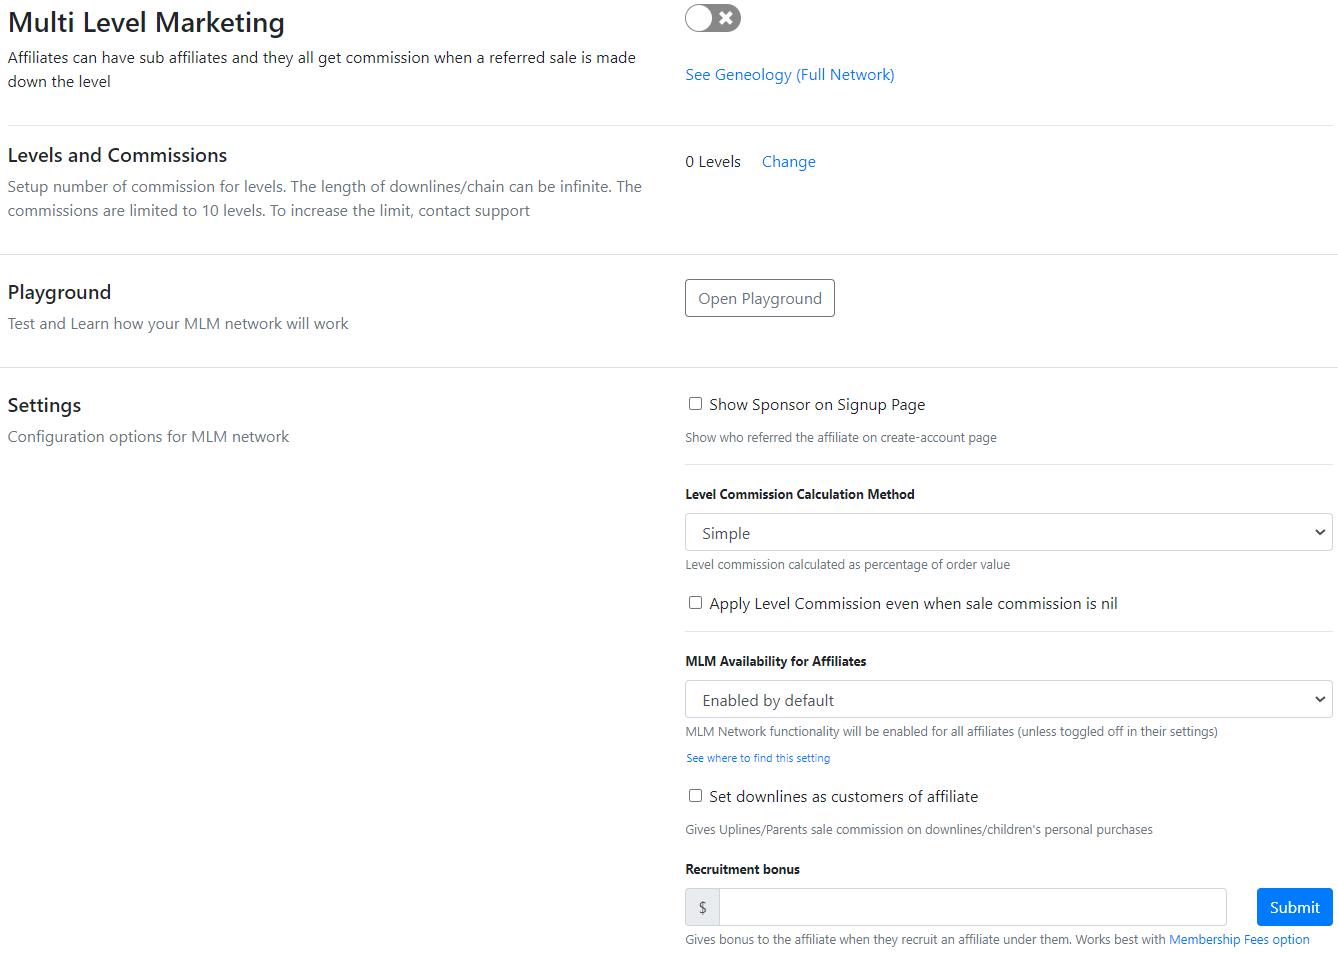 Multi Level Marketing
Affiliates can have sub affiliates and they all get commission when a referred sale is made
down the level
See Geneology (Full Network)
Levels and Commissions
Setup number of commission for levels. The length of downlines/chain can be infinite. The
commissions are limited to 10 levels. To increase the limit, contact support
0 Levels Change
Playground
Test and Learn how your MLM network will work
Open Playground
Settings
Configuration options for MLM network
Show Sponsor on Signup Page
Show who referred the affiliate on create-account page
Level Commission Calculation Method
Simple
Level commission calculated as percentage of order value
Apply Level Commission even when sale commission is nil
MLM Availability for Affiliates
Enabled by default
MLM Network functionality will be enabled for all affiliates (unless toggled off in their settings)
See where to find this setting
Set downlines as customers of affiliate
Gives Uplines/Parents sale commission on downlines/children's personal purchases
Recruitment bonus
$ Submit
Gives bonus to the affiliate when they recruit an affiliate under them. Works best with Membership Fees option